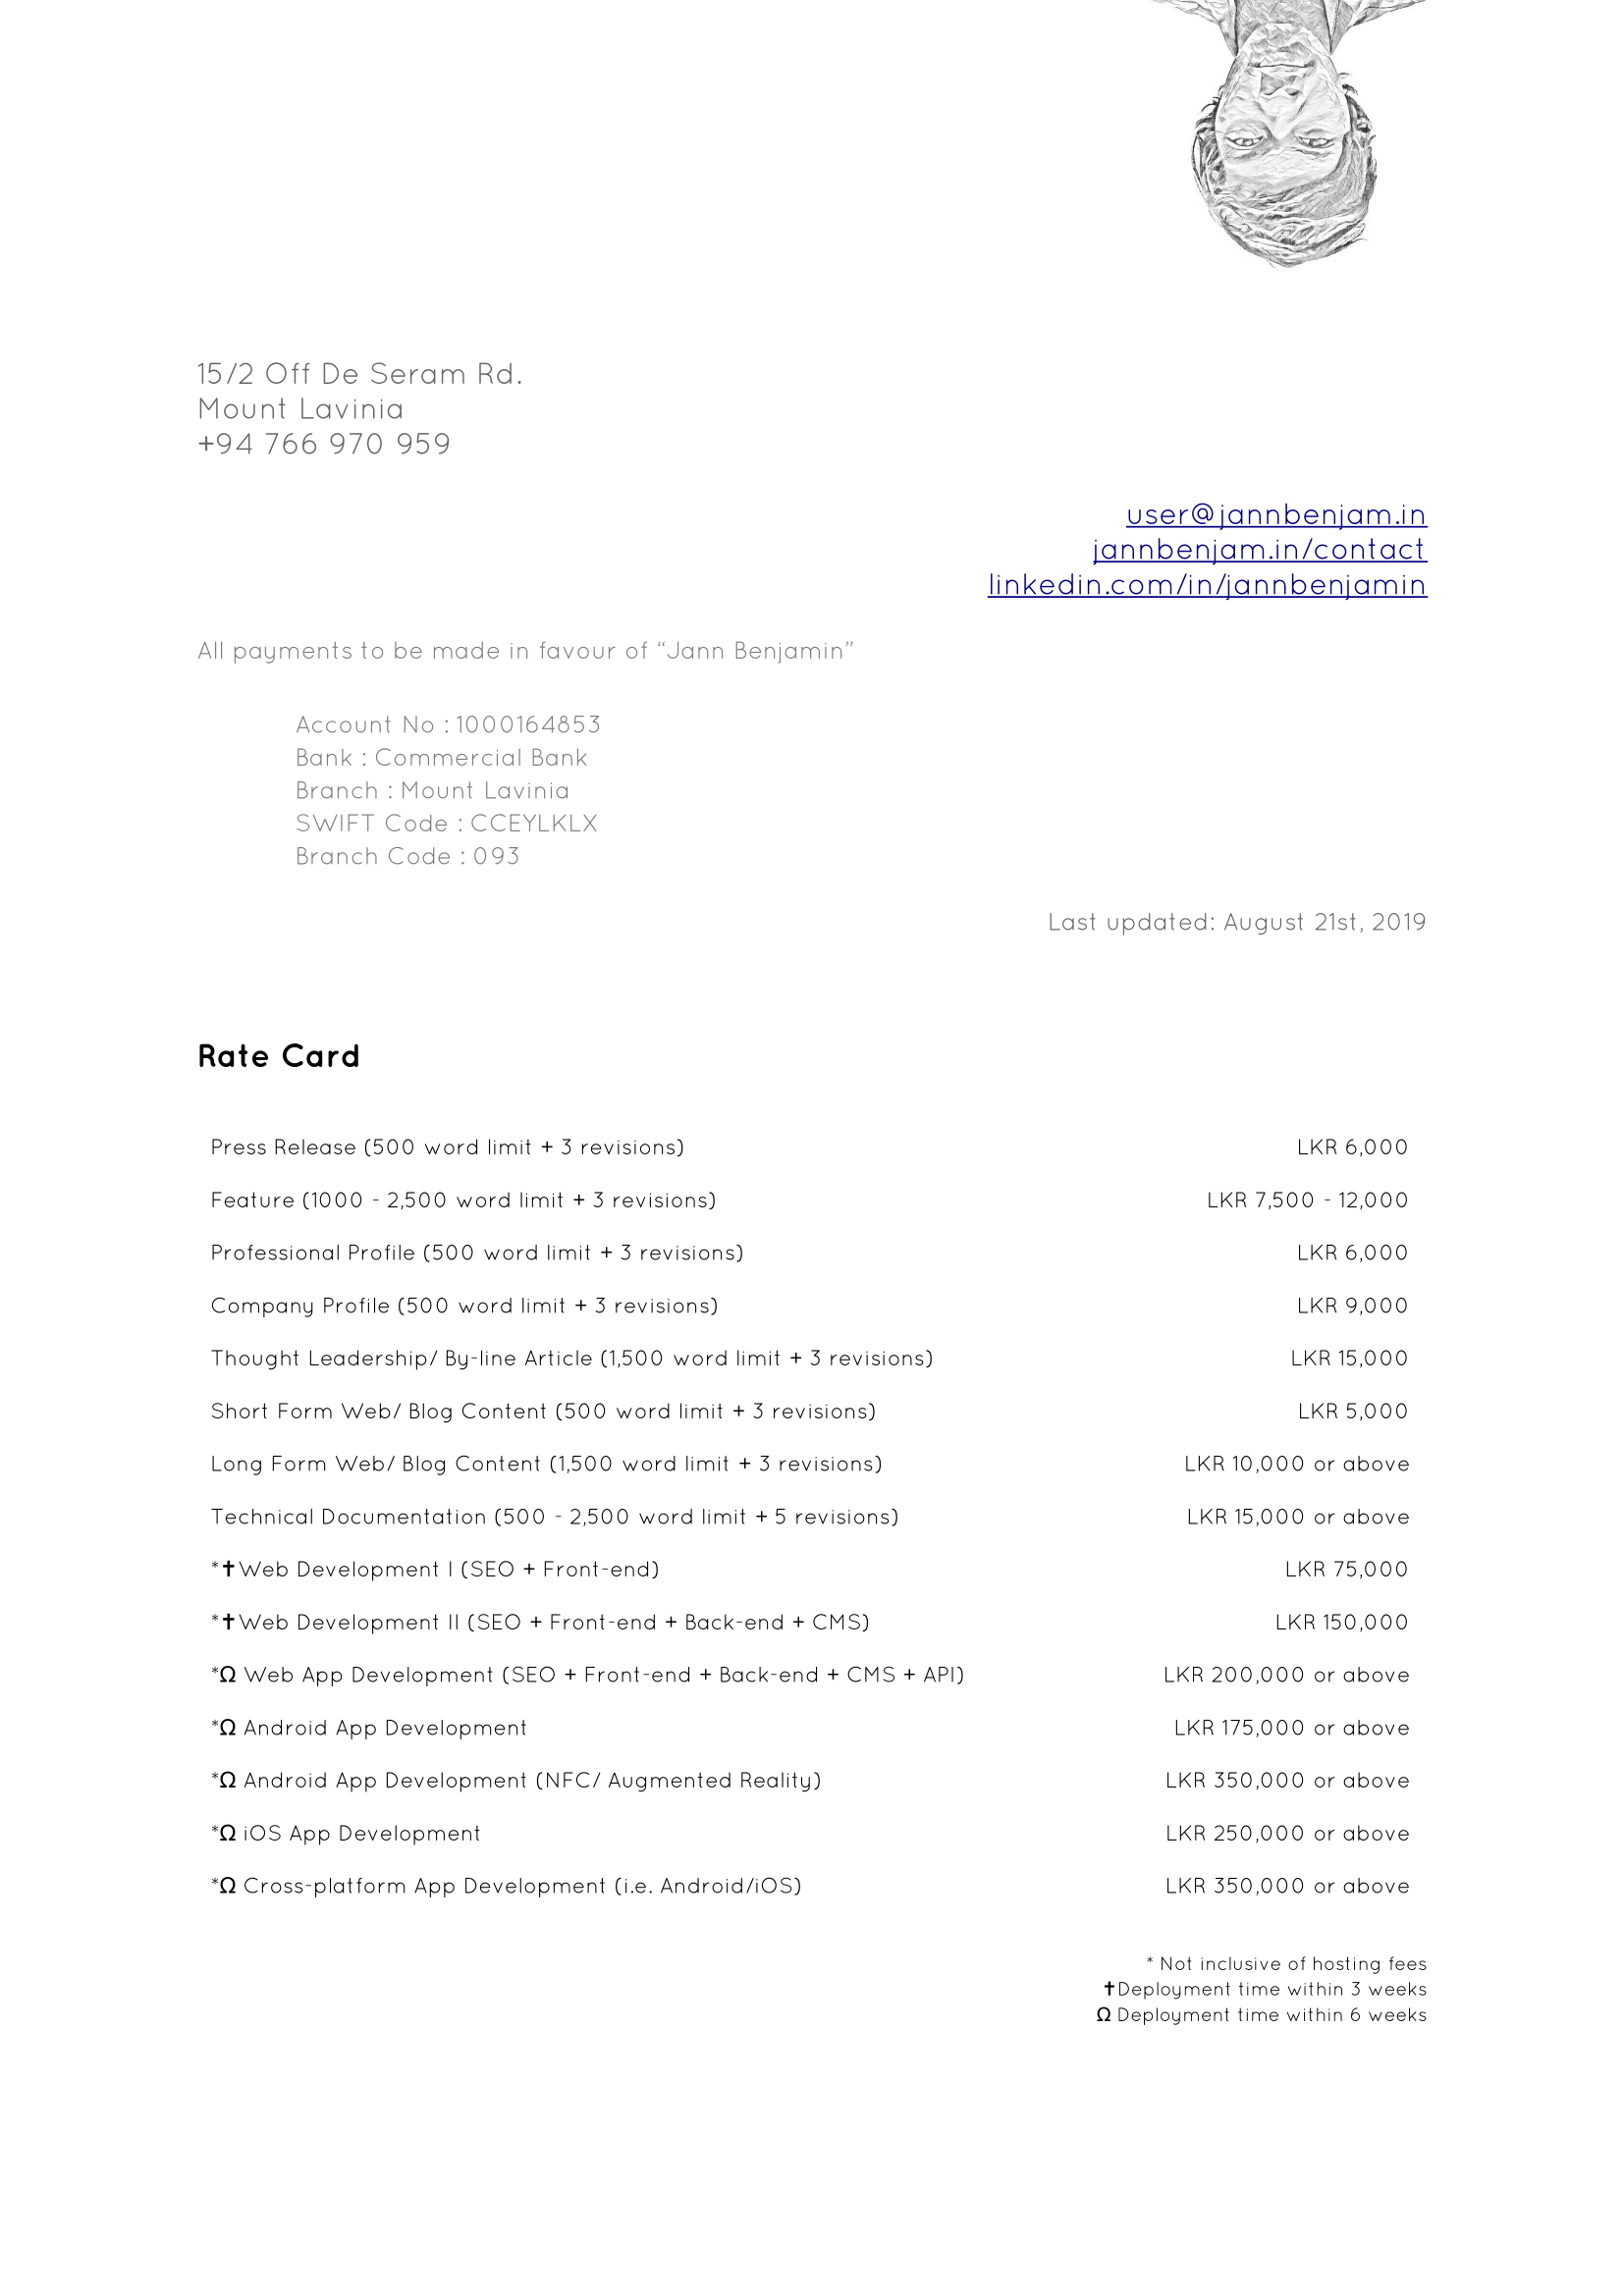 15/2 Off De Seram Rd.
Mount Lavinia
+94 766 970 959
user@jannbenjam.in
jannbenjam.in/contact
linkedin.com/in/jannbenjamin
All payments to be made in favour of “Jann Benjamin”
Account No : 1000164853
Bank : Commercial Bank
Branch : Mount Lavinia
SWIFT Code : CCEYLKLX
Branch Code : 093
Last updated: August 21st, 2019
Rate Card
Press Release (500 word limit + 3 revisions) LKR 6,000
Feature (1000 - 2,500 word limit + 3 revisions) LKR 7,500 - 12,000
Professional Profile (500 word limit + 3 revisions) LKR 6,000
Company Profile (500 word limit + 3 revisions) LKR 9,000
Thought Leadership/ By-line Article (1,500 word limit + 3 revisions) LKR 15,000
Short Form Web/ Blog Content (500 word limit + 3 revisions) LKR 5,000
Long Form Web/ Blog Content (1,500 word limit + 3 revisions) LKR 10,000 or above
Technical Documentation (500 - 2,500 word limit + 5 revisions) LKR 15,000 or above
*✝Web Development I (SEO + Front-end) LKR 75,000
*✝Web Development II (SEO + Front-end + Back-end + CMS) LKR 150,000
*Ω Web App Development (SEO + Front-end + Back-end + CMS + API) LKR 200,000 or above
*Ω Android App Development LKR 175,000 or above
*Ω Android App Development (NFC/ Augmented Reality) LKR 350,000 or above
*Ω iOS App Development LKR 250,000 or above
*Ω Cross-platform App Development (i.e. Android/iOS) LKR 350,000 or above
* Not inclusive of hosting fees
✝Deployment time within 3 weeks
Ω Deployment time within 6 weeks